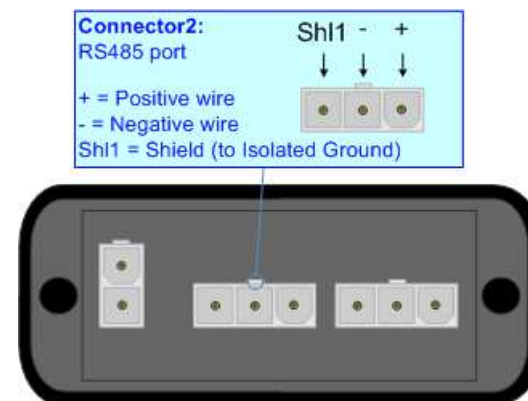 Connector2:
RS485 port
Shl1 - +
+ = Positive wire
- = Negative wire
Shl1 = Shield (to Isolated Ground)